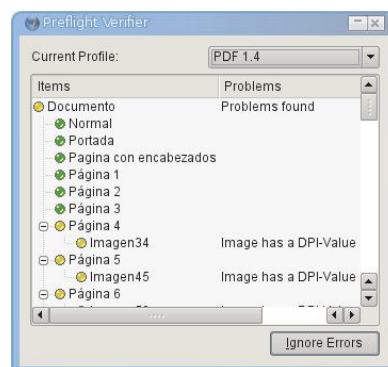 Preflight Verifier
Current Profile: PDF 1.4
Items Problems
Documento Problems found
Normal
Portada
Pagina con encabezados
Página 1
Página 2
Página 3
Página 4
Imagen34 Image has a DPI-Value
Página 5
Imagen45 Image has a DPI-Value
Página 6
Ignore Errors